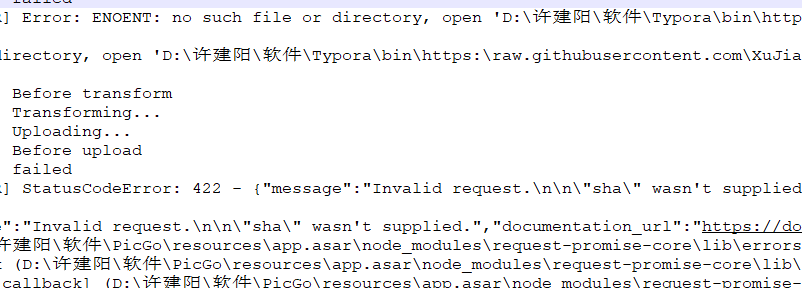 failed
] Error: ENOENT: no such file or directory, open 'D:\许建阳\软件\Typora\bin\http
directory, open 'D:\许建阳\软件\Typora\bin\https:\raw.githubusercontent.com\XuJia
Before transform
Transforming...
Uploading...
Before upload
failed
] StatusCodeError: 422 - {"message":"Invalid request.\n\n\"sha\" wasn't supplied
":"Invalid request.\n\n\"sha\" wasn't supplied.","documentation_url":"https://do
许建阳\软件\PicGo\resources\app.asar\node_modules\request-promise-core\lib\errors
(D:\许建阳\软件\PicGo\resources\app.asar\node_modules\request-promise-core\lib\
callback] (D:\许建阳\软件\PicGo\resources\app.asar\node_modules\request-promise-